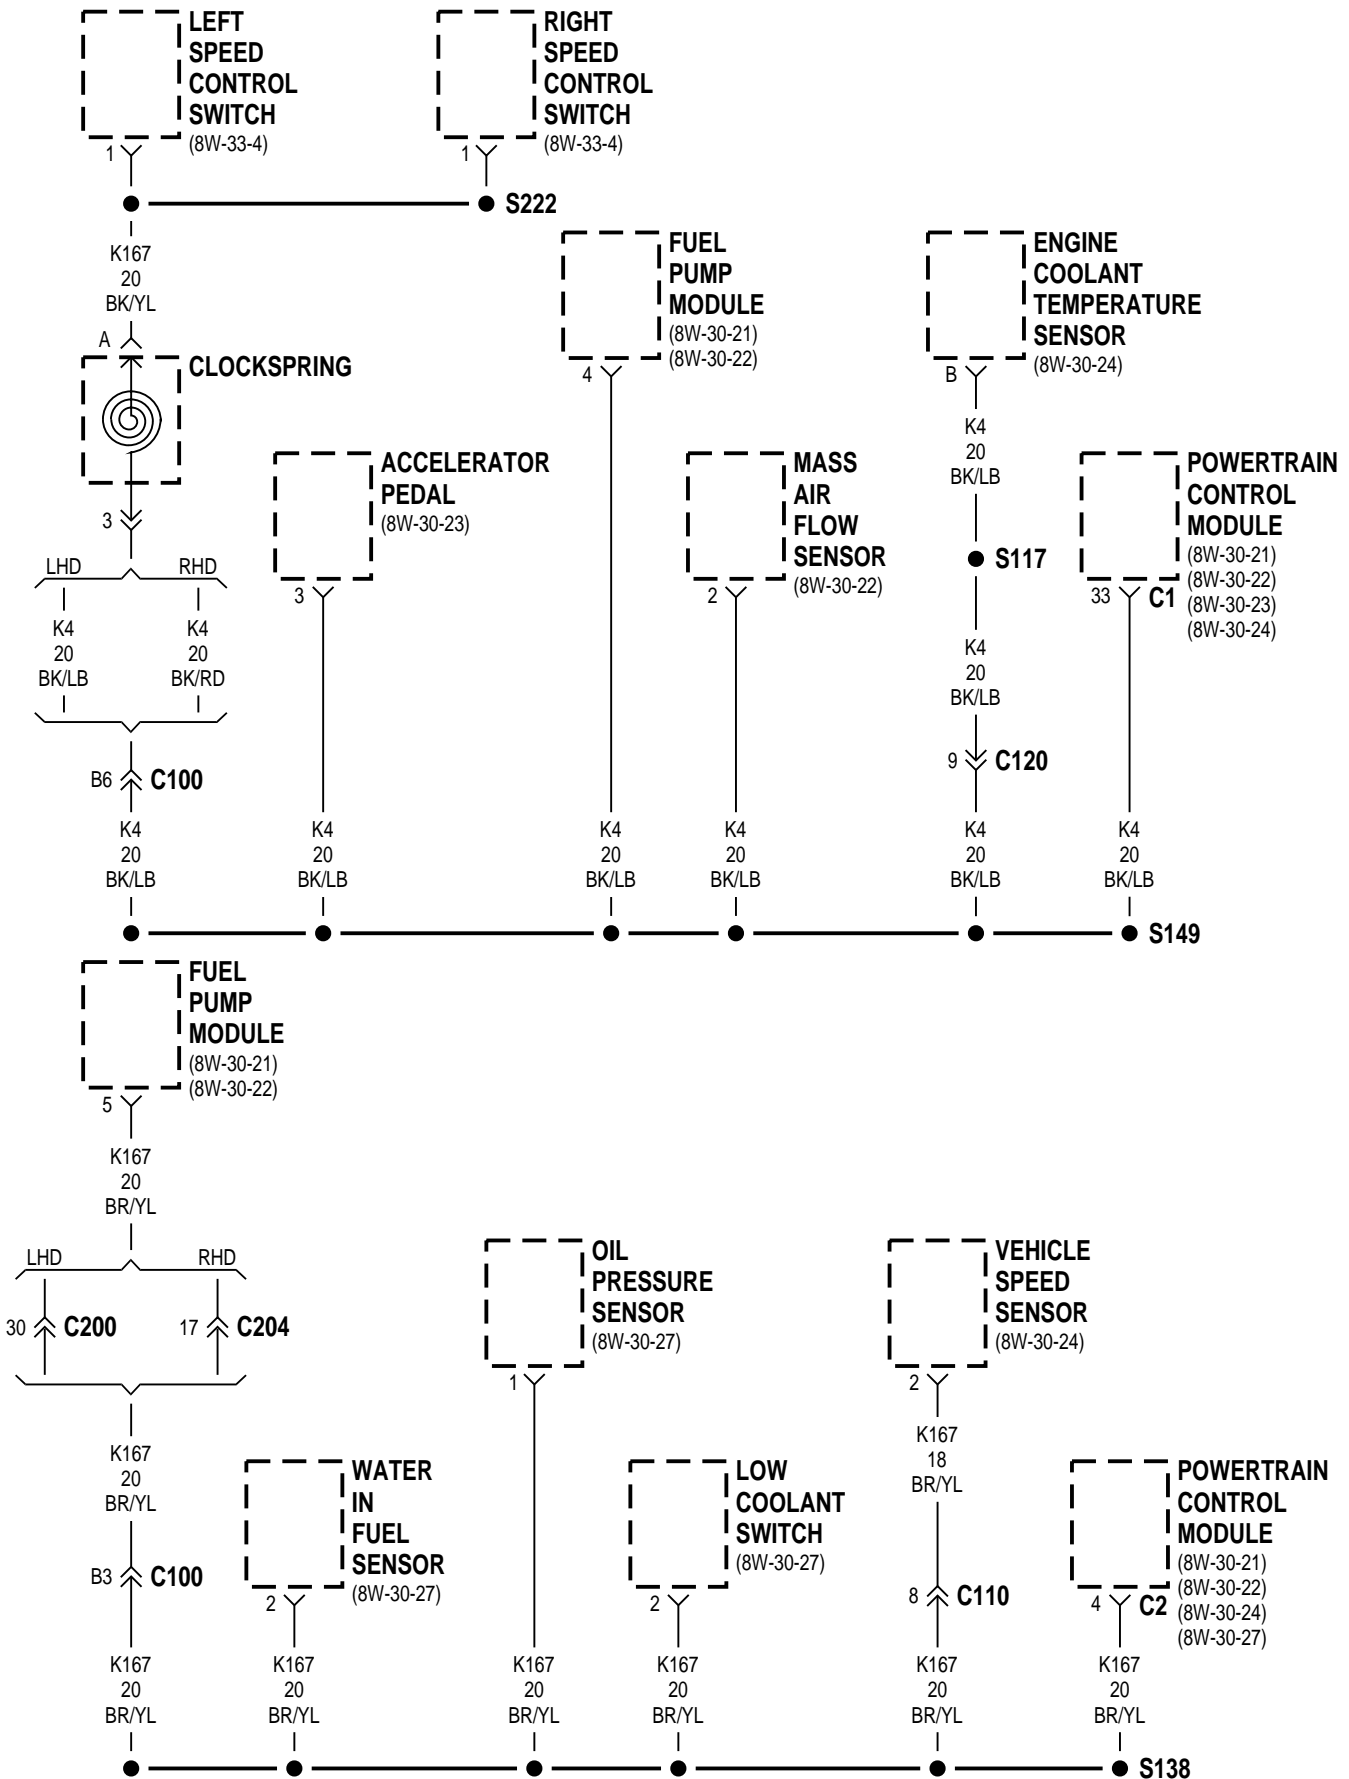 LEFT
SPEED
CONTROL
SWITCH
(8W-33-4)
1
RIGHT
SPEED
CONTROL
SWITCH
(8W-33-4)
1
S222
K167
20
BK/YL
A
CLOCKSPRING
3
LHD
RHD
K4
20
BK/LB
K4
20
BK/RD
B6
C100
K4
20
BK/LB
ACCELERATOR
PEDAL
(8W-30-23)
3
K4
20
BK/LB
FUEL
PUMP
MODULE
(8W-30-21)
(8W-30-22)
4
K4
20
BK/LB
MASS
AIR
FLOW
SENSOR
(8W-30-22)
2
K4
20
BK/LB
ENGINE
COOLANT
TEMPERATURE
SENSOR
(8W-30-24)
B
K4
20
BK/LB
S117
K4
20
BK/LB
9
C120
K4
20
BK/LB
POWERTRAIN
CONTROL
MODULE
(8W-30-21)
(8W-30-22)
(8W-30-23)
(8W-30-24)
33
C1
K4
20
BK/LB
S149
FUEL
PUMP
MODULE
(8W-30-21)
(8W-30-22)
5
K167
20
BR/YL
LHD
RHD
30
C200
17
C204
K167
20
BR/YL
B3
C100
K167
20
BR/YL
WATER
IN
FUEL
SENSOR
(8W-30-27)
2
K167
20
BR/YL
OIL
PRESSURE
SENSOR
(8W-30-27)
1
K167
20
BR/YL
LOW
COOLANT
SWITCH
(8W-30-27)
2
K167
20
BR/YL
VEHICLE
SPEED
SENSOR
(8W-30-24)
2
K167
18
BR/YL
8
C110
K167
20
BR/YL
POWERTRAIN
CONTROL
MODULE
(8W-30-21)
(8W-30-22)
(8W-30-24)
(8W-30-27)
4
C2
K167
20
BR/YL
S138